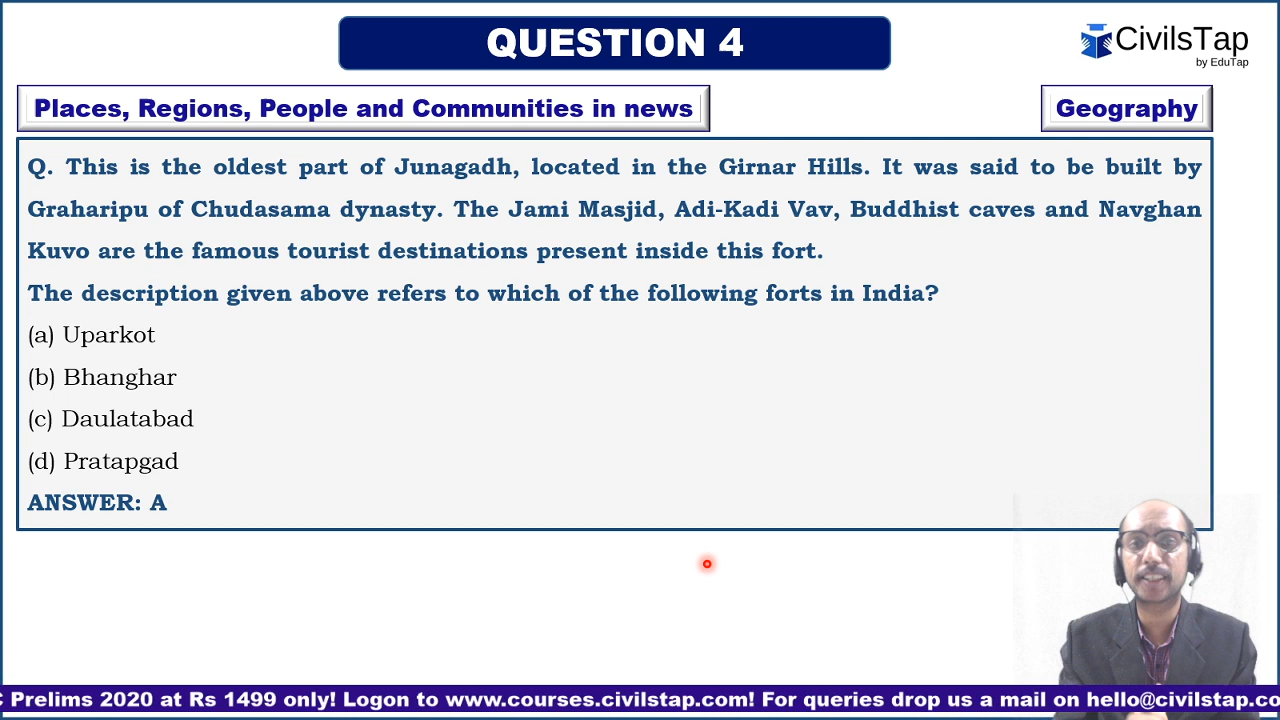 QUESTION 4
CivilsTap
by EduTap
Places, Regions, People and Communities in news
Geography
Q. This is the oldest part of Junagadh, located in the Girnar Hills. It was said to be built by
Graharipu of Chudasama dynasty. The Jami Masjid, Adi-Kadi Vav, Buddhist caves and Navghan
Kuvo are the famous tourist destinations present inside this fort.
The description given above refers to which of the following forts in India?
(a) Uparkot
(b) Bhanghar
(c) Daulatabad
(d) Pratapgad
ANSWER: A
C Prelims 2020 at Rs 1499 only! Logon to www.courses.civilstap.com! For queries drop us a mail on hello@civilstap.co